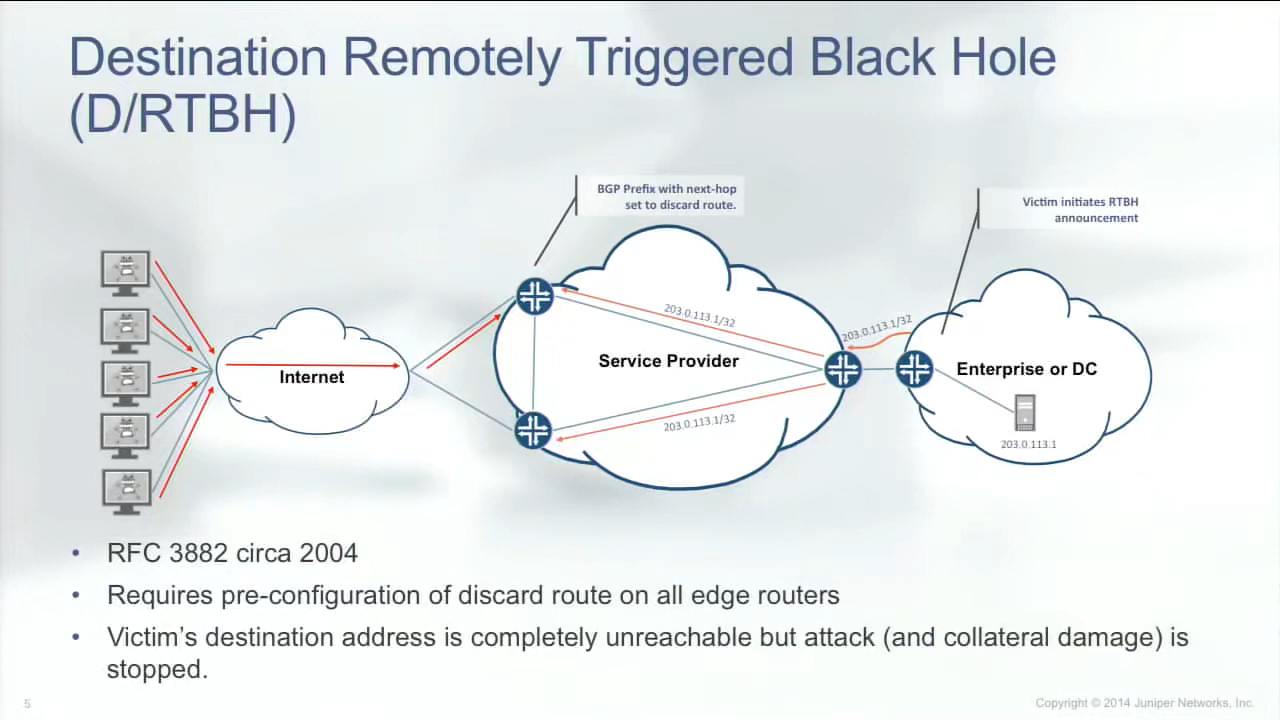 Destination Remotely Triggered Black Hole
(D/RTBH)
BGP Prefix with next-hop
set to discard route.
Victim initiates RTBH
announcement
203.0.113.1/32
203.0.113.1/32
Service Provider
Internet
Enterprise or DC
203.0.113.1/32
203.0.113.1
• RFC 3882 circa 2004
• Requires pre-configuration of discard route on all edge routers
• Victim's destination address is completely unreachable but attack (and collateral damage) is
stopped.
5
Copyright © 2014 Juniper Networks, Inc.